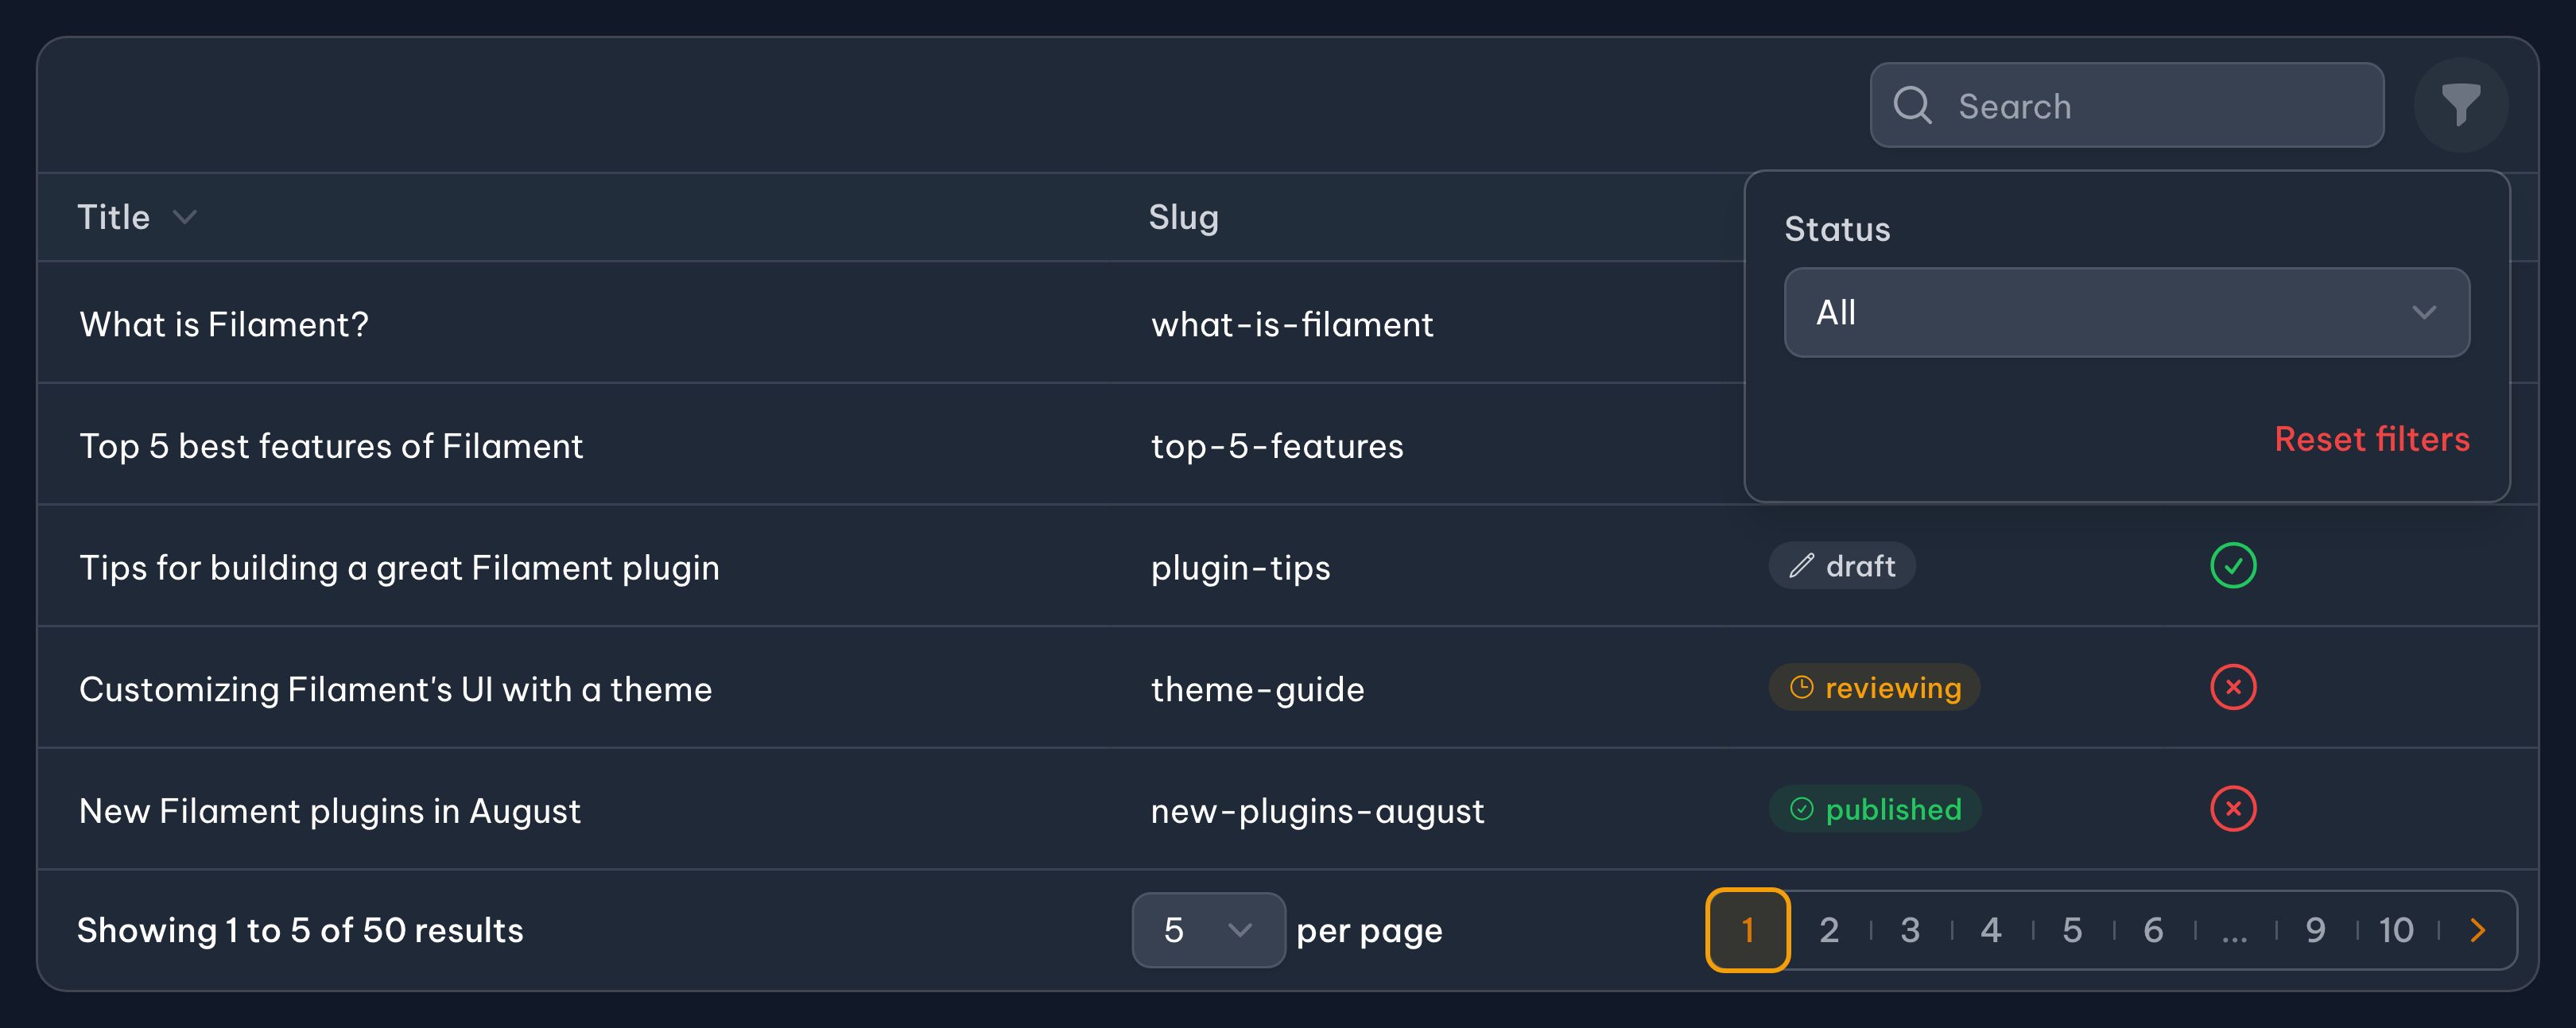 Search
Title
Slug
Status
All
Reset filters
What is Filament?
what-is-filament
Top 5 best features of Filament
top-5-features
Tips for building a great Filament plugin
plugin-tips
draft
Customizing Filament's UI with a theme
theme-guide
reviewing
New Filament plugins in August
new-plugins-august
published
Showing 1 to 5 of 50 results
5 per page
1 2 3 4 5 6 ... 9 10